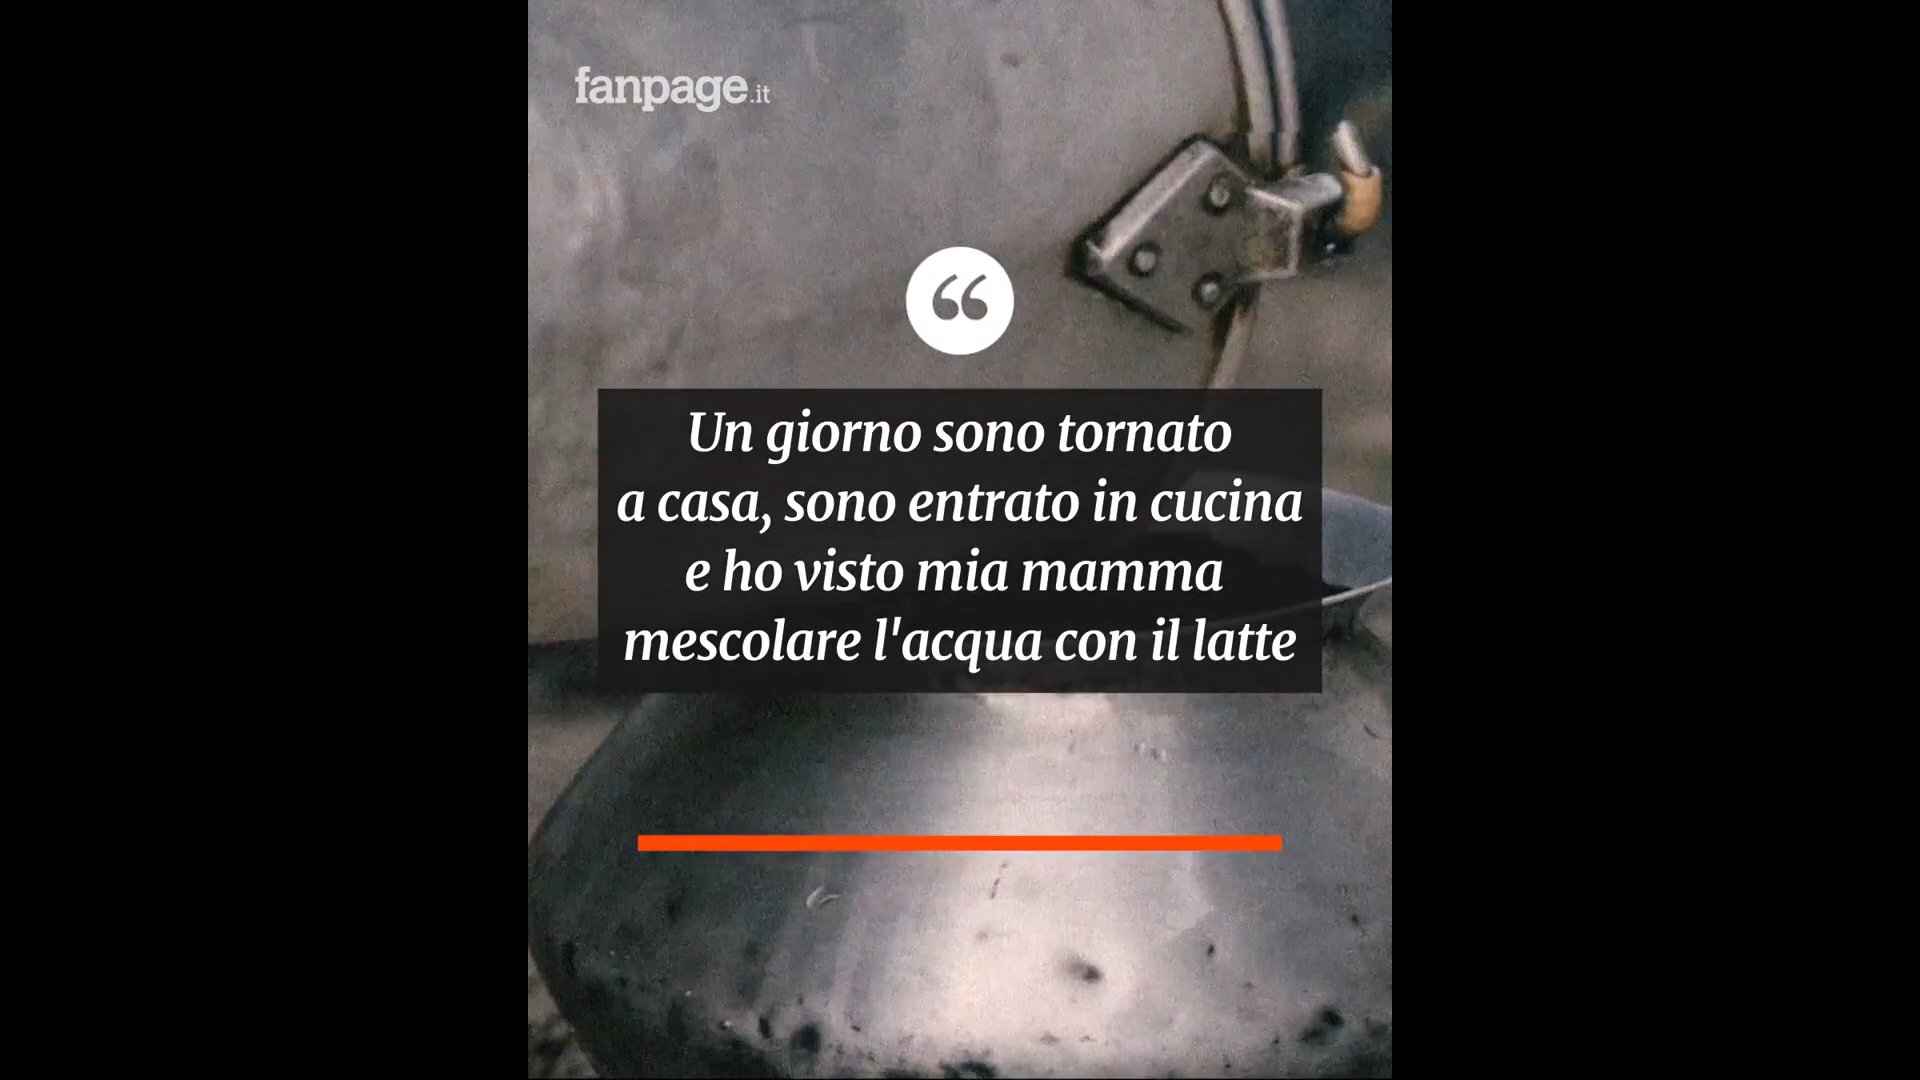 fanpage.it
“
Un giorno sono tornato
a casa, sono entrato in cucina
e ho visto mia mamma
mescolare l'acqua con il latte